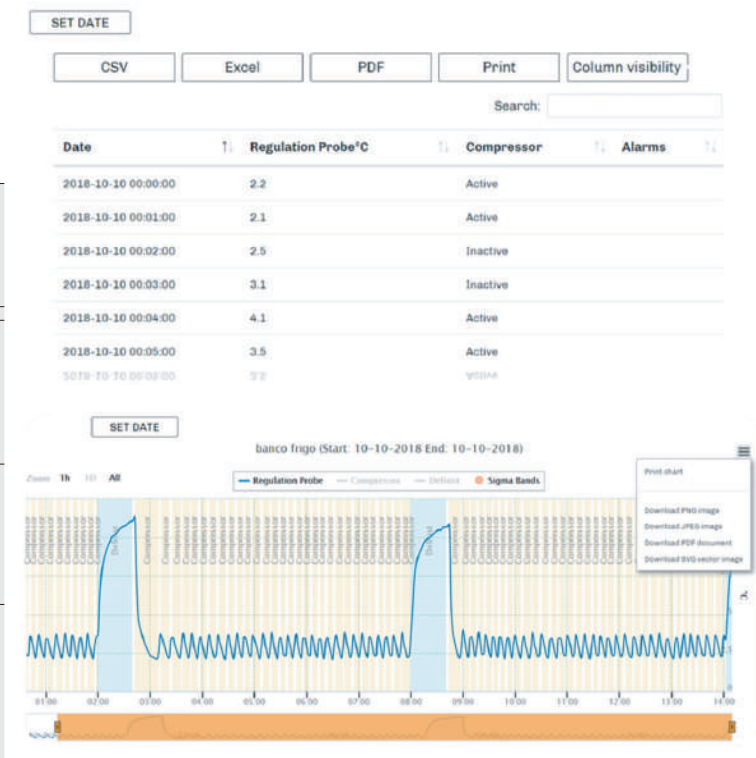 SET DATE
CSV Excel PDF Print Column visibility
Search:
Date Regulation Probe°C Compressor Alarms
2018-10-10 00:00:00 2.2 Active
2018-10-10 00:01:00 2.1 Active
2018-10-10 00:02:00 2.5 Inactive
2018-10-10 00:03:00 3.1 Inactive
2018-10-10 00:04:00 4.1 Active
2018-10-10 00:05:00 3.5 Active
SET DATE
banco frigo (Start: 10-10-2018 End: 10-10-2018)
Zoom 1h All
Regulation Probe Compressor Defrost Sigma Bands
Print chart
Download PNG image
Download JPEG image
Download PDF document
Download SVG vector image
01:00 02:00 03:00 04:00 05:00 06:00 07:00 08:00 09:00 10:00 11:00 12:00 13:00 14:00